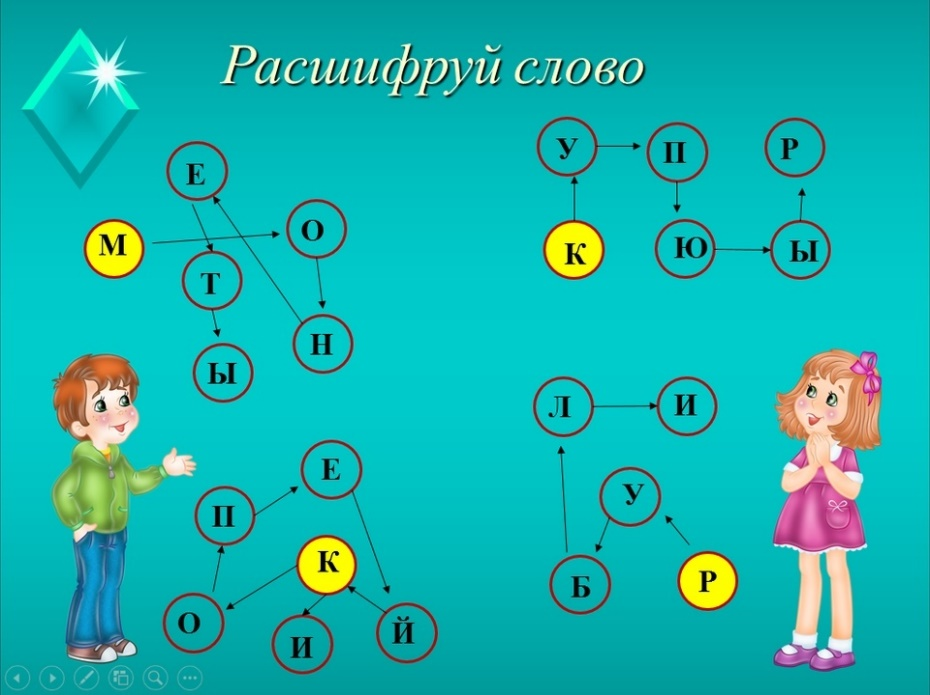 Расшифруй слово
У П Р
Е
О
М
К Ю Ы
Т
Н
Ы
Л И
Е
У
П
К
Б Р
О
И Й